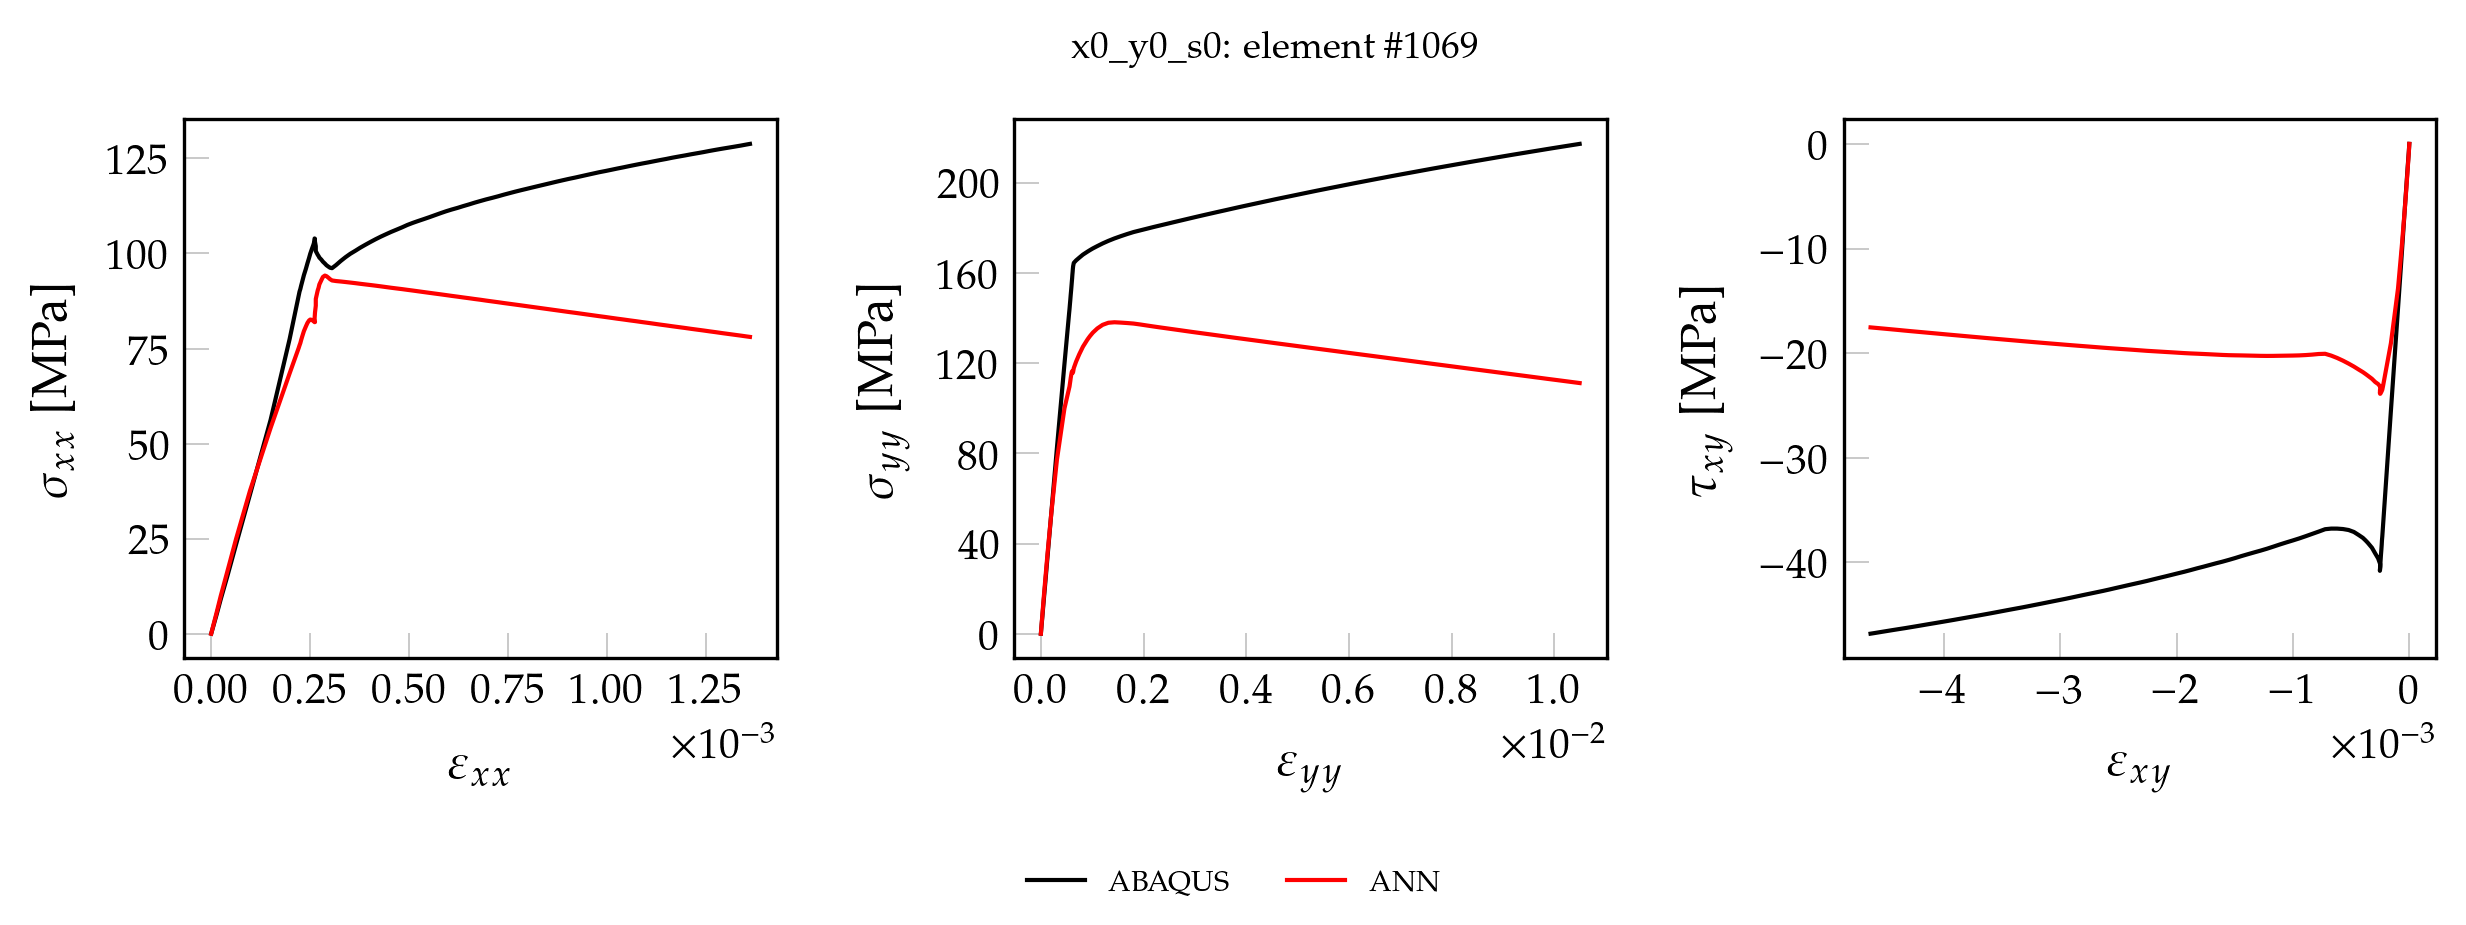 x0_y0_s0: element #1069
σxx [MPa]
125
100
75
50
25
0
0.00 0.25 0.50 0.75 1.00 1.25
×10−3
εxx
σyy [MPa]
200
160
120
80
40
0
0.0 0.2 0.4 0.6 0.8 1.0
×10−2
εyy
τxy [MPa]
0
−10
−20
−30
−40
−4 −3 −2 −1 0
×10−3
εxy
ABAQUS ANN